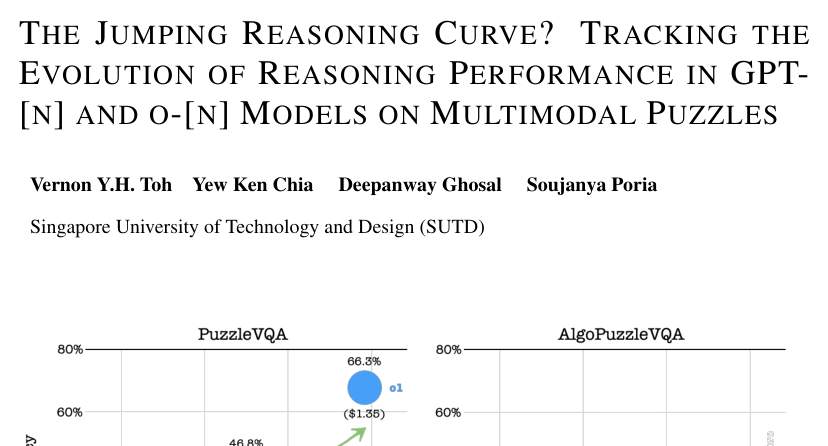 THE JUMPING REASONING CURVE? TRACKING THE
EVOLUTION OF REASONING PERFORMANCE IN GPT-
[N] AND O-[N] MODELS ON MULTIMODAL PUZZLES
Vernon Y.H. Toh Yew Ken Chia Deepanway Ghosal Soujanya Poria
Singapore University of Technology and Design (SUTD)
PuzzleVQA
80%
66.3%
o1
($1.35)
60%
46.8%
AlgoPuzzleVQA
80%
60%